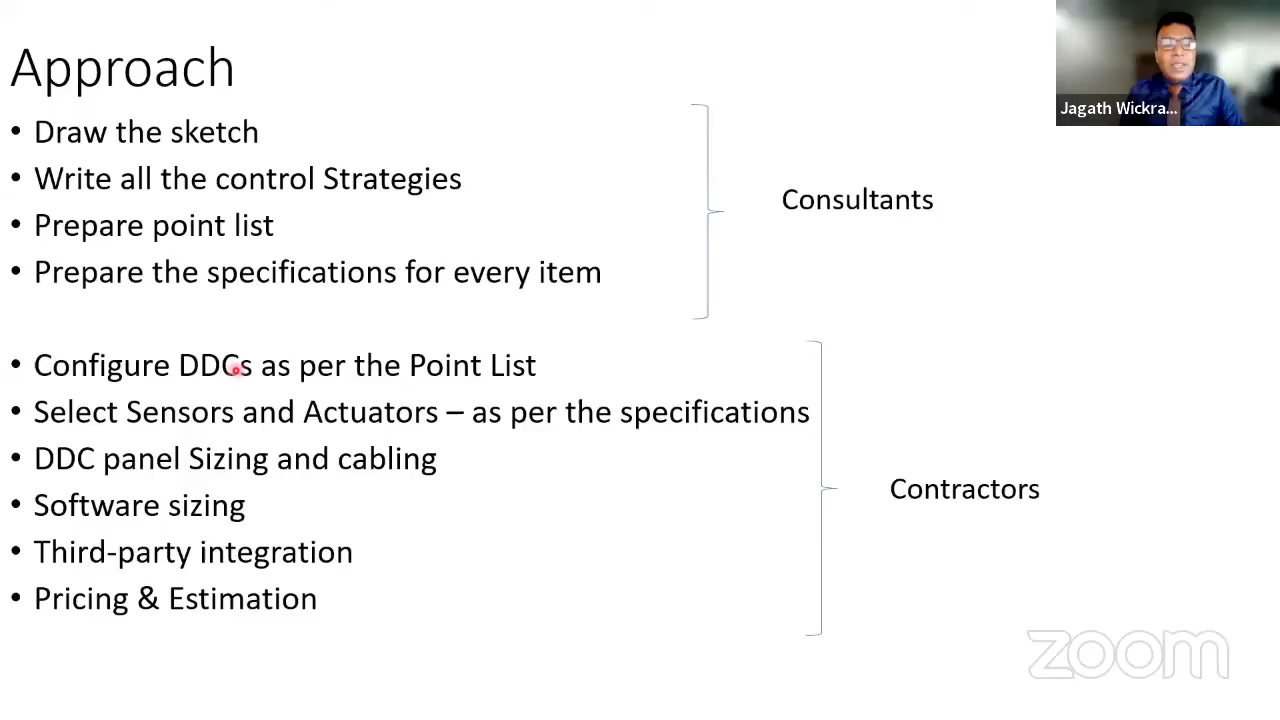 Approach
Jagath Wickra...
• Draw the sketch
• Write all the control Strategies
• Prepare point list
• Prepare the specifications for every item
Consultants
• Configure DDCs as per the Point List
• Select Sensors and Actuators – as per the specifications
• DDC panel Sizing and cabling
• Software sizing
• Third-party integration
• Pricing & Estimation
Contractors
zoom